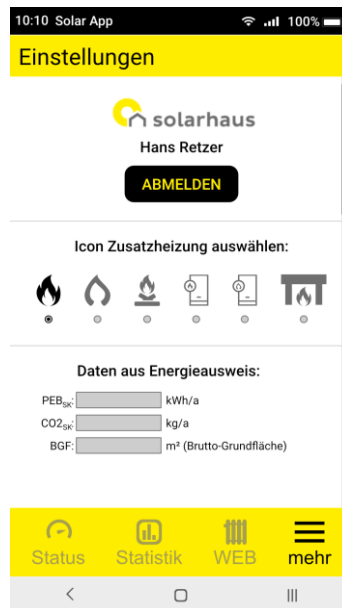 10:10 Solar App 100%
Einstellungen
solarhaus
Hans Retzer
ABMELDEN
Icon Zusatzheizung auswählen:
Daten aus Energieausweis:
PEBSK: kWh/a
CO2SK: kg/a
BGF: m² (Brutto-Grundfläche)
Status Statistik WEB mehr